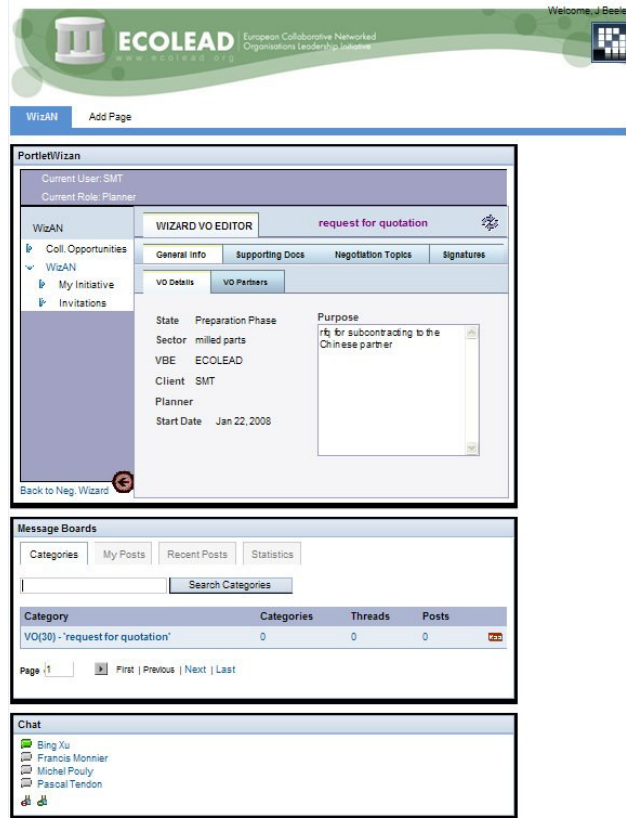 Welcome, J Beele
ECOLEAD European Collaborative Networked
Organisations Leadership Initiative
www ecolead org
WizAN Add Page
PortletWizan
Current User: SMT
Current Role: Planner
WizAN
WIZARD VO EDITOR request for quotation
Coll. Opportunities
WizAN
My Initiative
Invitations
General Info Supporting Docs Negotiation Topics Signatures
VO Details VO Partners
State Preparation Phase
Sector milled parts
VBE ECOLEAD
Client SMT
Planner
Start Date Jan 22, 2008
Purpose
rfq for subcontracting to the
Chinese partner
Back to Neg. Wizard
Message Boards
Categories My Posts Recent Posts Statistics
Search Categories
Category Categories Threads Posts
VO(30) - 'request for quotation' 0 0 0
Page 1 First | Previous | Next | Last
Chat
Bing Xu
Francis Monnier
Michel Pouly
Pascal Tendon